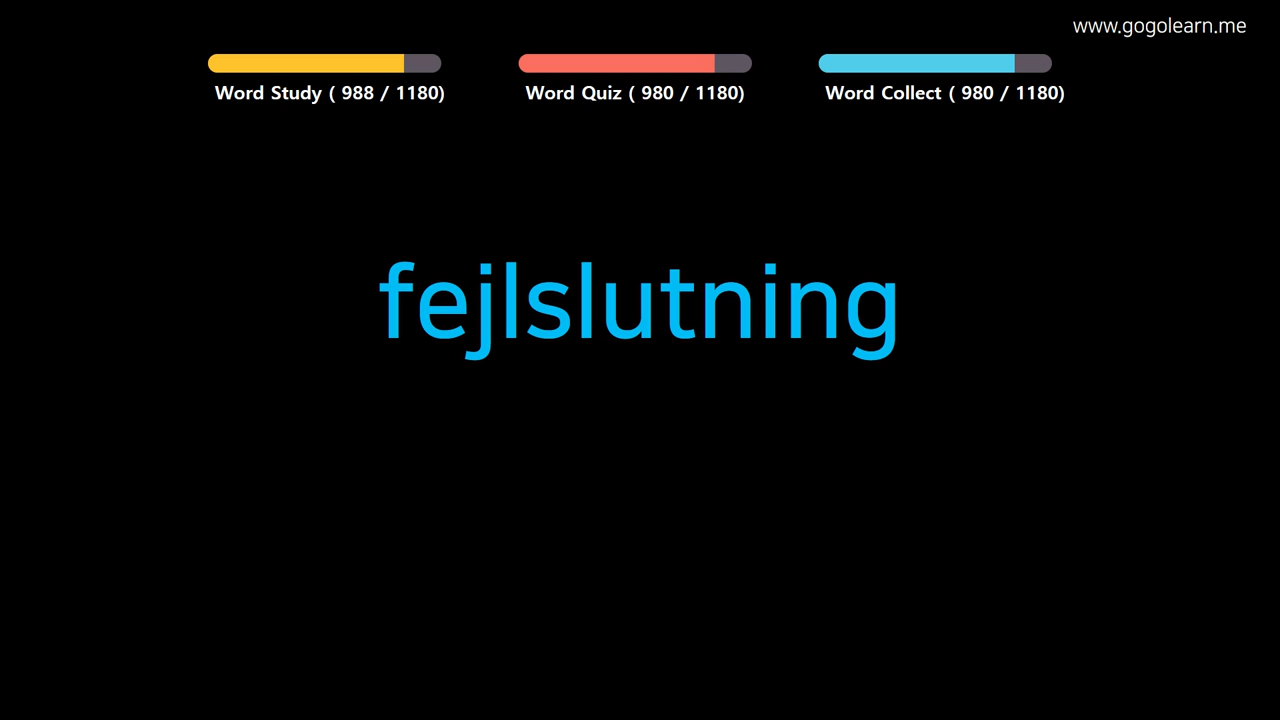 www.gogolearn.me
Word Study ( 988 / 1180)
Word Quiz ( 980 / 1180)
Word Collect ( 980 / 1180)
fejlslutning